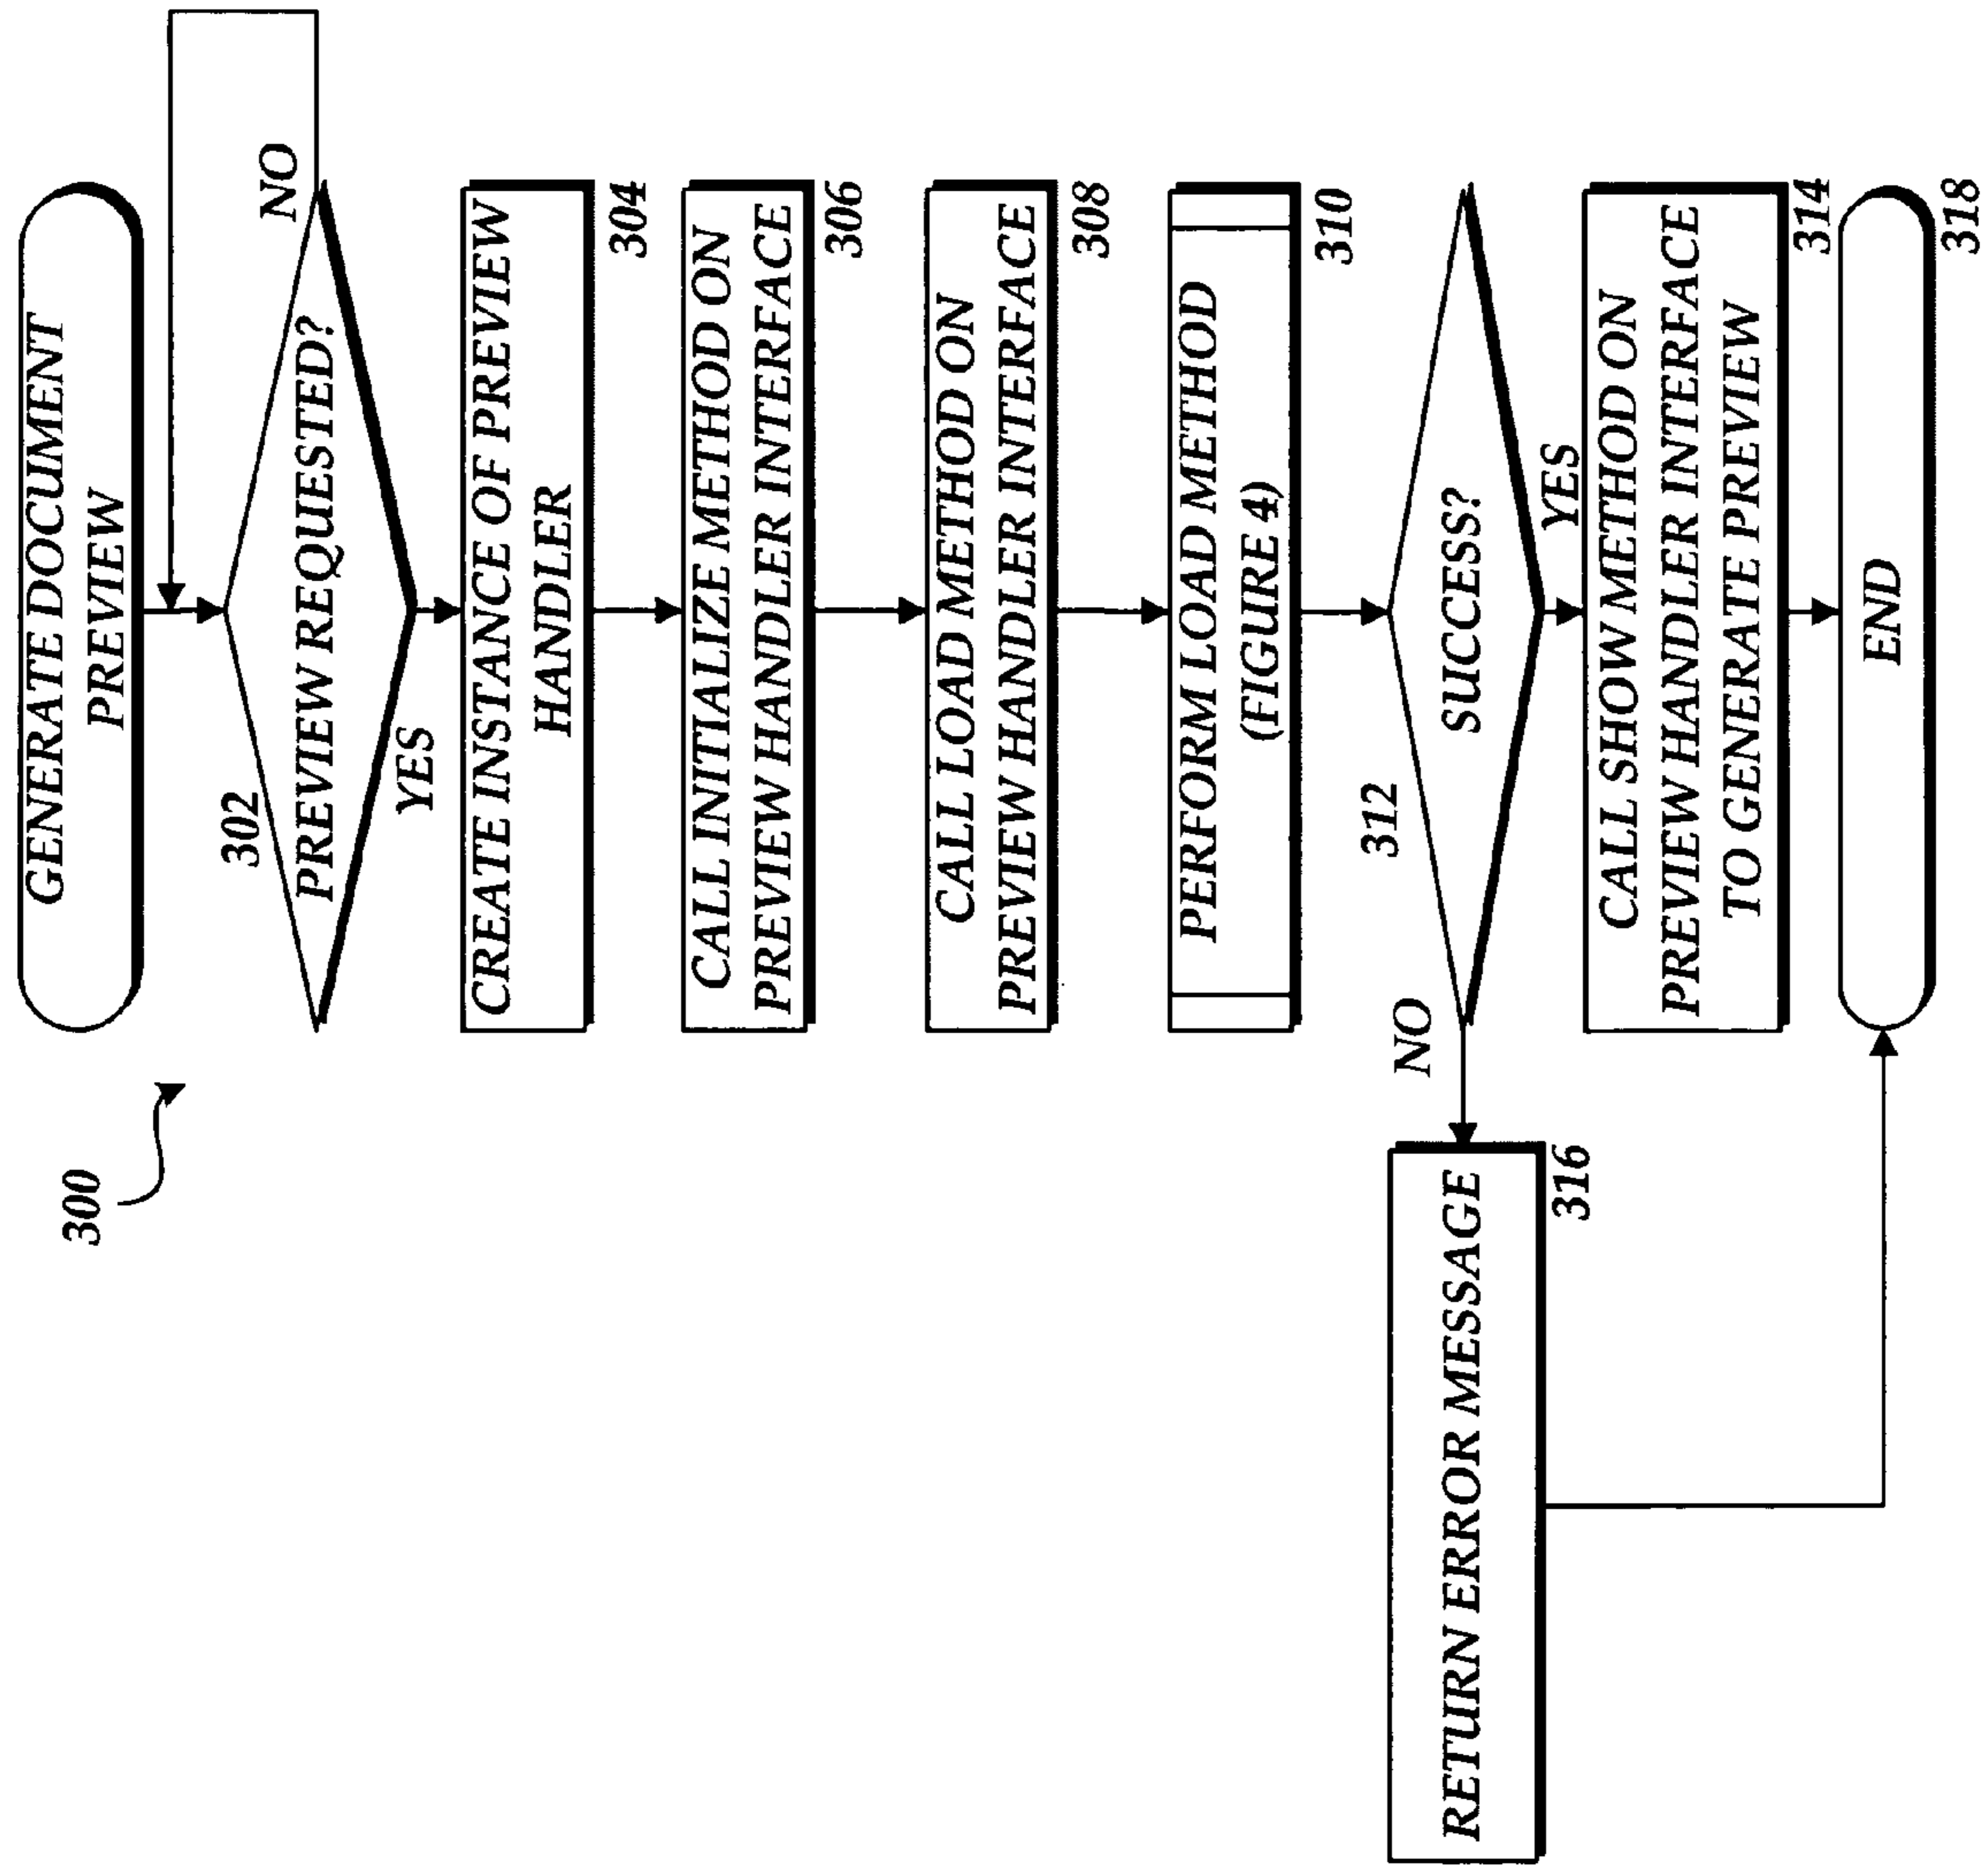 300
GENERATE DOCUMENT
PREVIEW
302
PREVIEW REQUESTED?
NO
YES
CREATE INSTANCE OF PREVIEW
HANDLER
304
CALL INITIALIZE METHOD ON
PREVIEW HANDLER INTERFACE
306
CALL LOAD METHOD ON
PREVIEW HANDLER INTERFACE
308
PERFORM LOAD METHOD
(FIGURE 4)
310
312
SUCCESS?
NO
YES
RETURN ERROR MESSAGE
316
CALL SHOW METHOD ON
PREVIEW HANDLER INTERFACE
TO GENERATE PREVIEW
314
END
318